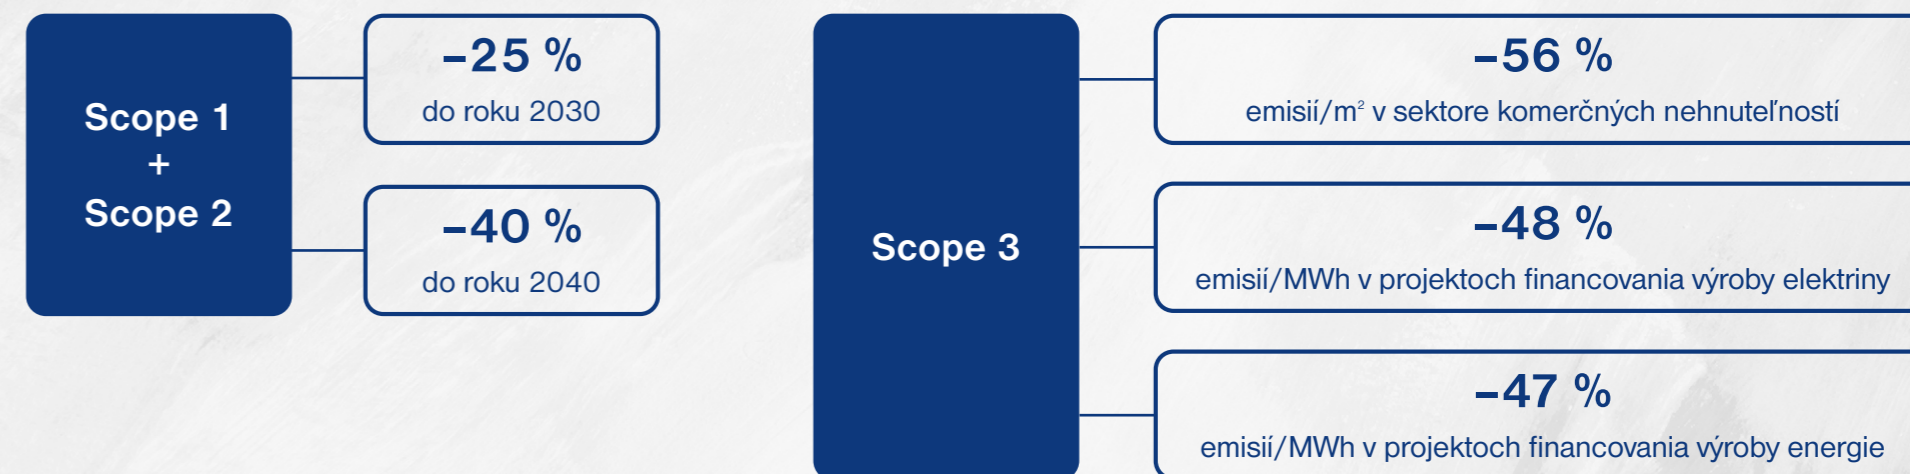 Scope 1
+
Scope 2
–25 %
do roku 2030
–40 %
do roku 2040
Scope 3
–56 %
emisií/m² v sektore komerčných nehnuteľností
–48 %
emisií/MWh v projektoch financovania výroby elektriny
–47 %
emisií/MWh v projektoch financovania výroby energie